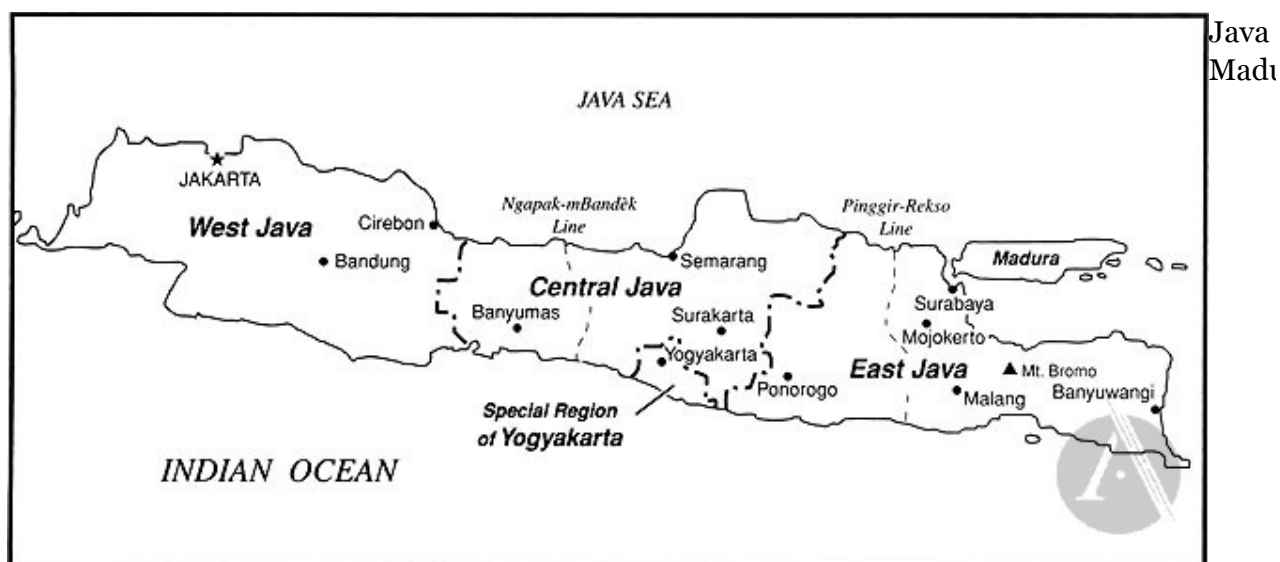 Java
JAVA SEA
JAKARTA
Ngapak-mBandèk
Line
Pinggir-Rekso
Line
West Java
Cirebon
Bandung
Semarang
Madura
Central Java
Surabaya
Banyumas
Surakarta
Mojokerto
Yogyakarta
East Java
Mt. Bromo
Ponorogo
Malang
Banyuwangi
Special Region
of Yogyakarta
INDIAN OCEAN